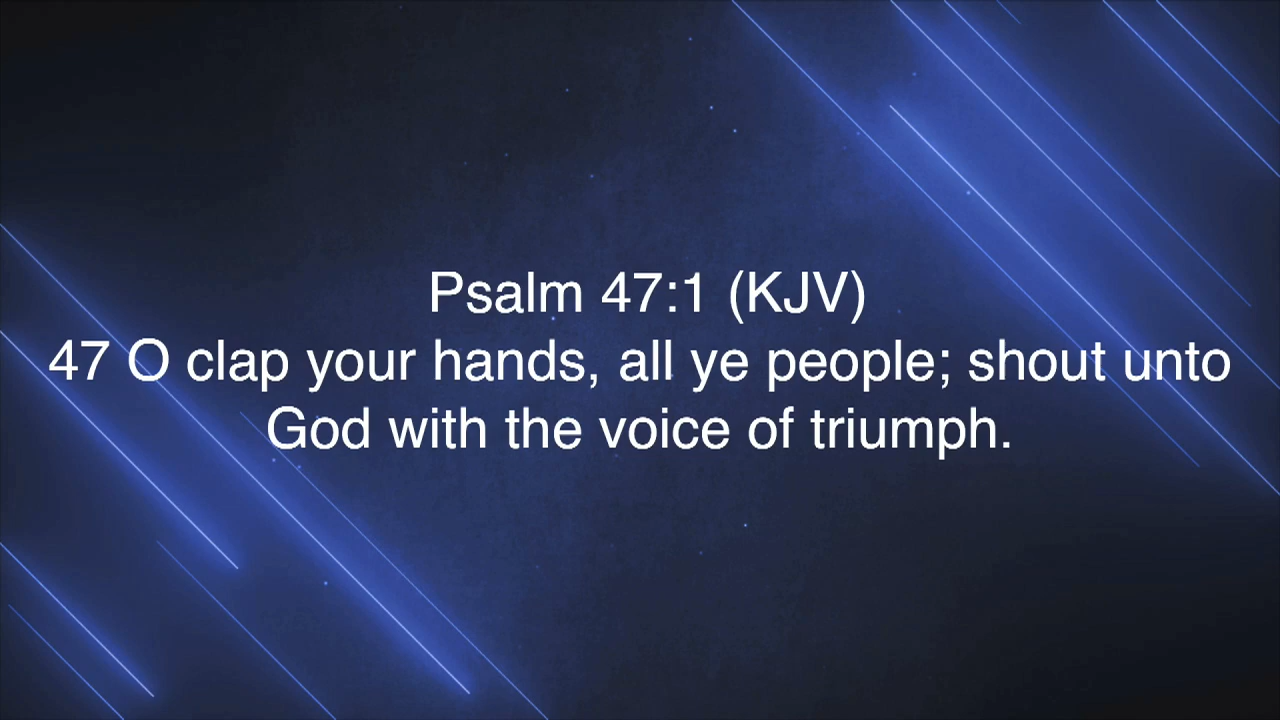 Psalm 47:1 (KJV)
47 O clap your hands, all ye people; shout unto
God with the voice of triumph.